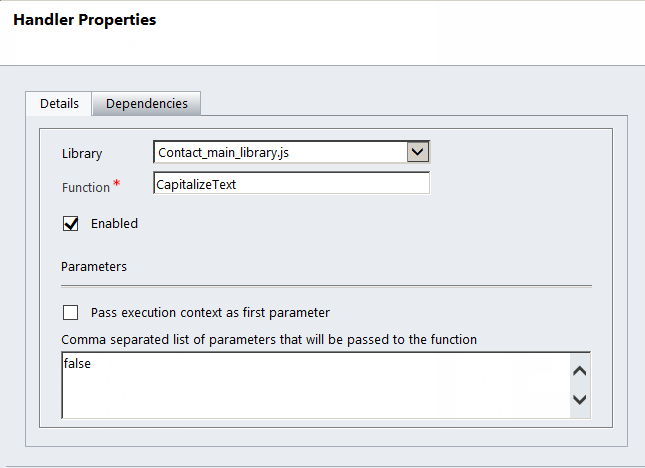 Handler Properties
Details Dependencies
Library Contact_main_library.js
Function * CapitalizeText
Enabled
Parameters
Pass execution context as first parameter
Comma separated list of parameters that will be passed to the function
false